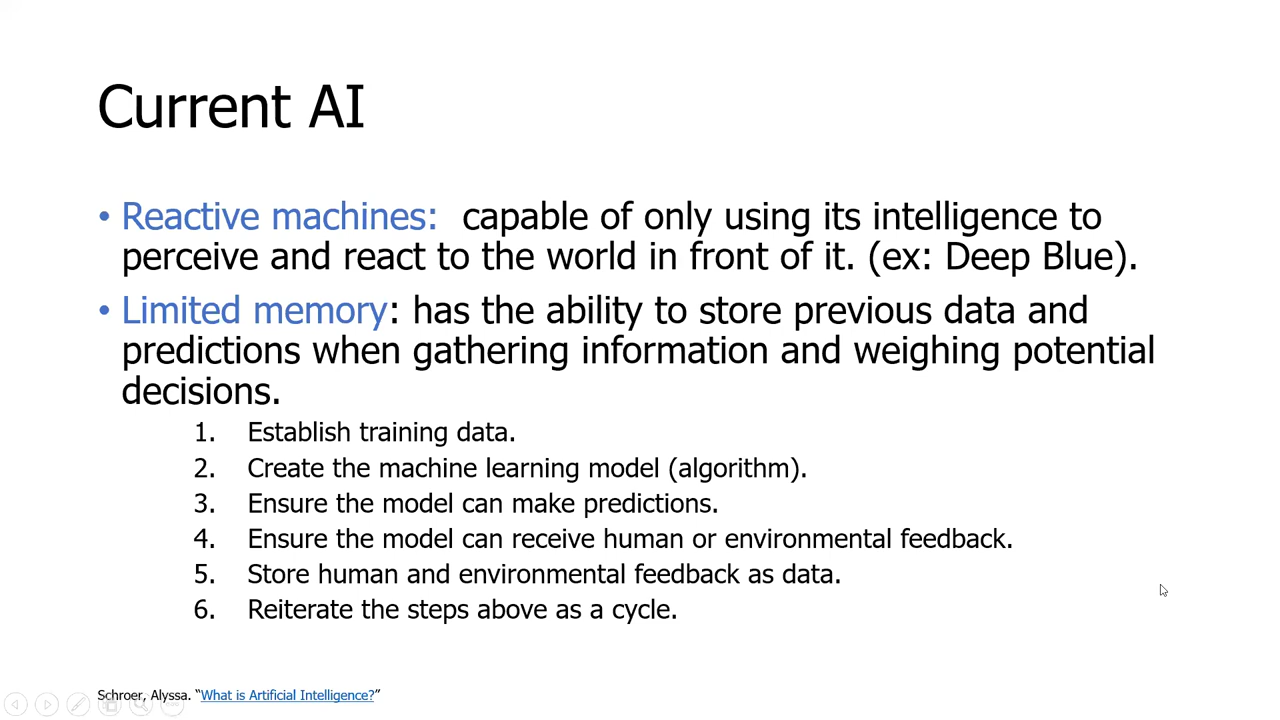 Current AI
• Reactive machines:  capable of only using its intelligence to
perceive and react to the world in front of it. (ex: Deep Blue).
• Limited memory: has the ability to store previous data and
predictions when gathering information and weighing potential
decisions.
1. Establish training data.
2. Create the machine learning model (algorithm).
3. Ensure the model can make predictions.
4. Ensure the model can receive human or environmental feedback.
5. Store human and environmental feedback as data.
6. Reiterate the steps above as a cycle.
Schroer, Alyssa. “What is Artificial Intelligence?”